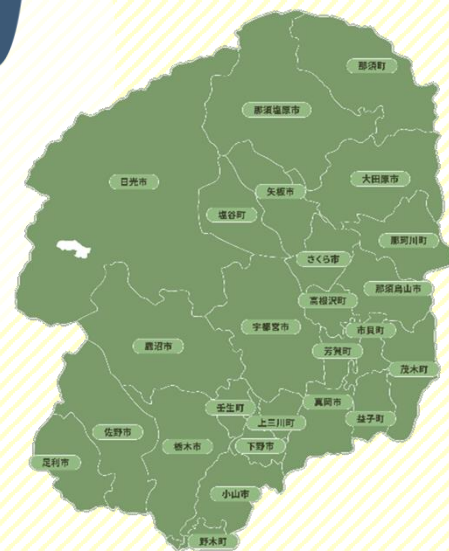 那須町
那須塩原市
日光市
大田原市
矢板市
塩谷町
那珂川町
さくら市
那須烏山市
高根沢町
宇都宮市
市貝町
鹿沼市
芳賀町
茂木町
真岡市
壬生町
益子町
上三川町
佐野市
栃木市
下野市
足利市
小山市
野木町